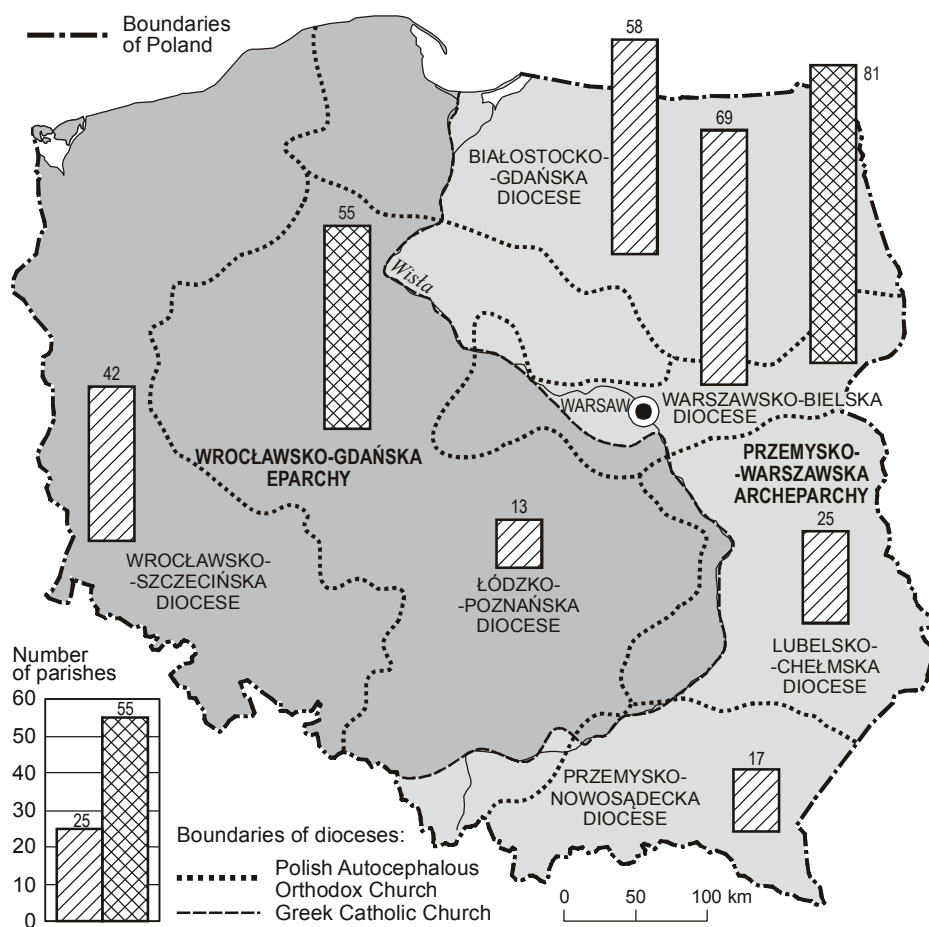 Boundaries
of Poland
58
81
69
BIAŁOSTOCKO-
-GDAŃSKA
DIOCESE
55
Wisła
42
WARSAW
WARSZAWSKO-BIELSKA
DIOCESE
WROCŁAWSKO-GDAŃSKA
EPARCHY
PRZEMYSKO-
-WARSZAWSKA
ARCHEPARCHY
13
25
WROCŁAWSKO-
-SZCZECIŃSKA
DIOCESE
ŁÓDZKO-
-POZNAŃSKA
DIOCESE
LUBELSKO-
-CHEŁMSKA
DIOCESE
Number
of parishes
60
50
40
30
20
10
0
55
25
17
PRZEMYSKO-
NOWOSĄDECKA
DIOCESE
Boundaries of dioceses:
Polish Autocephalous
Orthodox Church
Greek Catholic Church
0 50 100 km